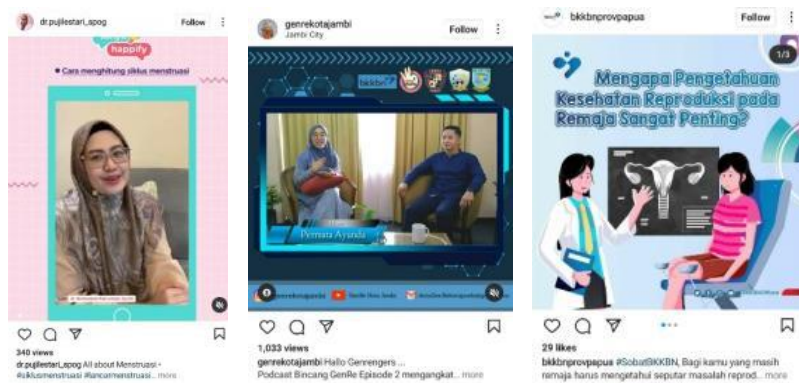 dr.pujilestari_spog
Follow
happify
Cara menghitung siklus menstruasi
340 views
dr.pujilestari_spog All about Menstruasi -
#siklusmenstruasi #lancarmenstruasi... more
genrekotajambi
Jambi City
Follow
bkkbn
Permata Ayunda
1,033 views
genrekotajambi Hallo Genrengers ...
Podcast Bincang GenRe Episode 2 mengangkat... more
bkkbnprovpapua
Follow
1/3
Mengapa Pengetahuan
Kesehatan Reproduksi pada
Remaja Sangat Penting?
29 likes
bkkbnprovpapua #SobatBKKBN, Bagi kamu yang masih
remaja harus mengetahui seputar masalah reprod... more